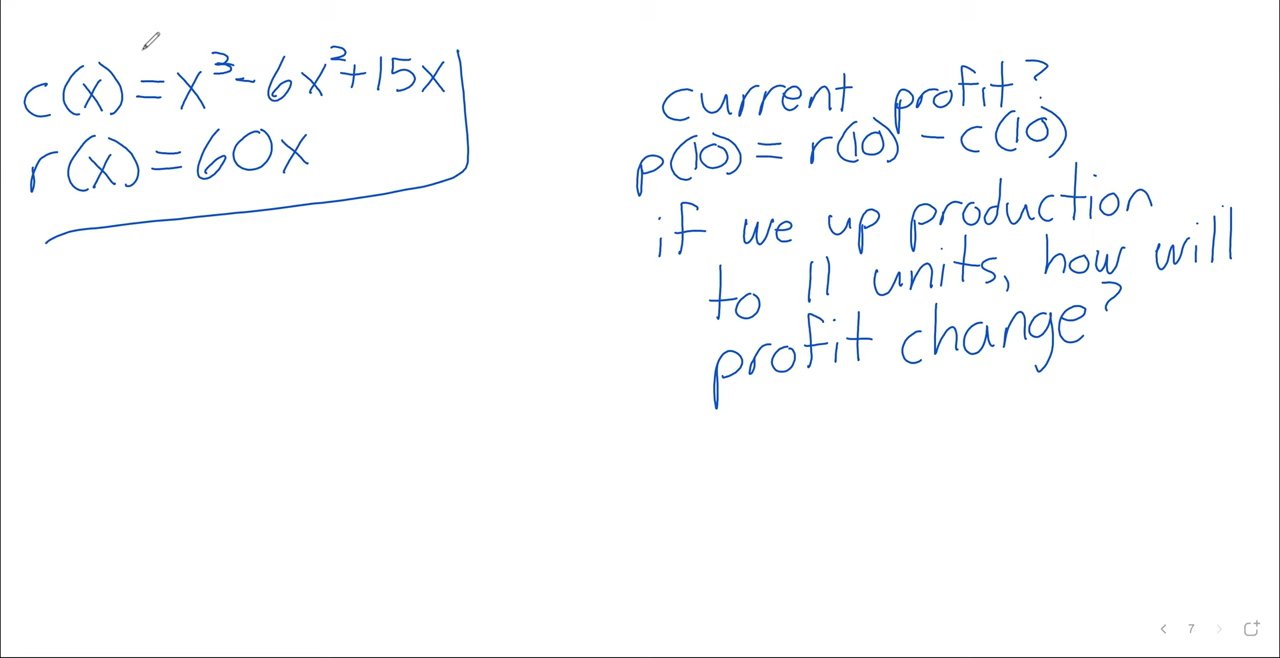 c(x) = x³ - 6x² + 15x
r(x) = 60x
current profit?
p(10) = r(10) - c(10)
if we up production
to 11 units, how will
profit change?
7